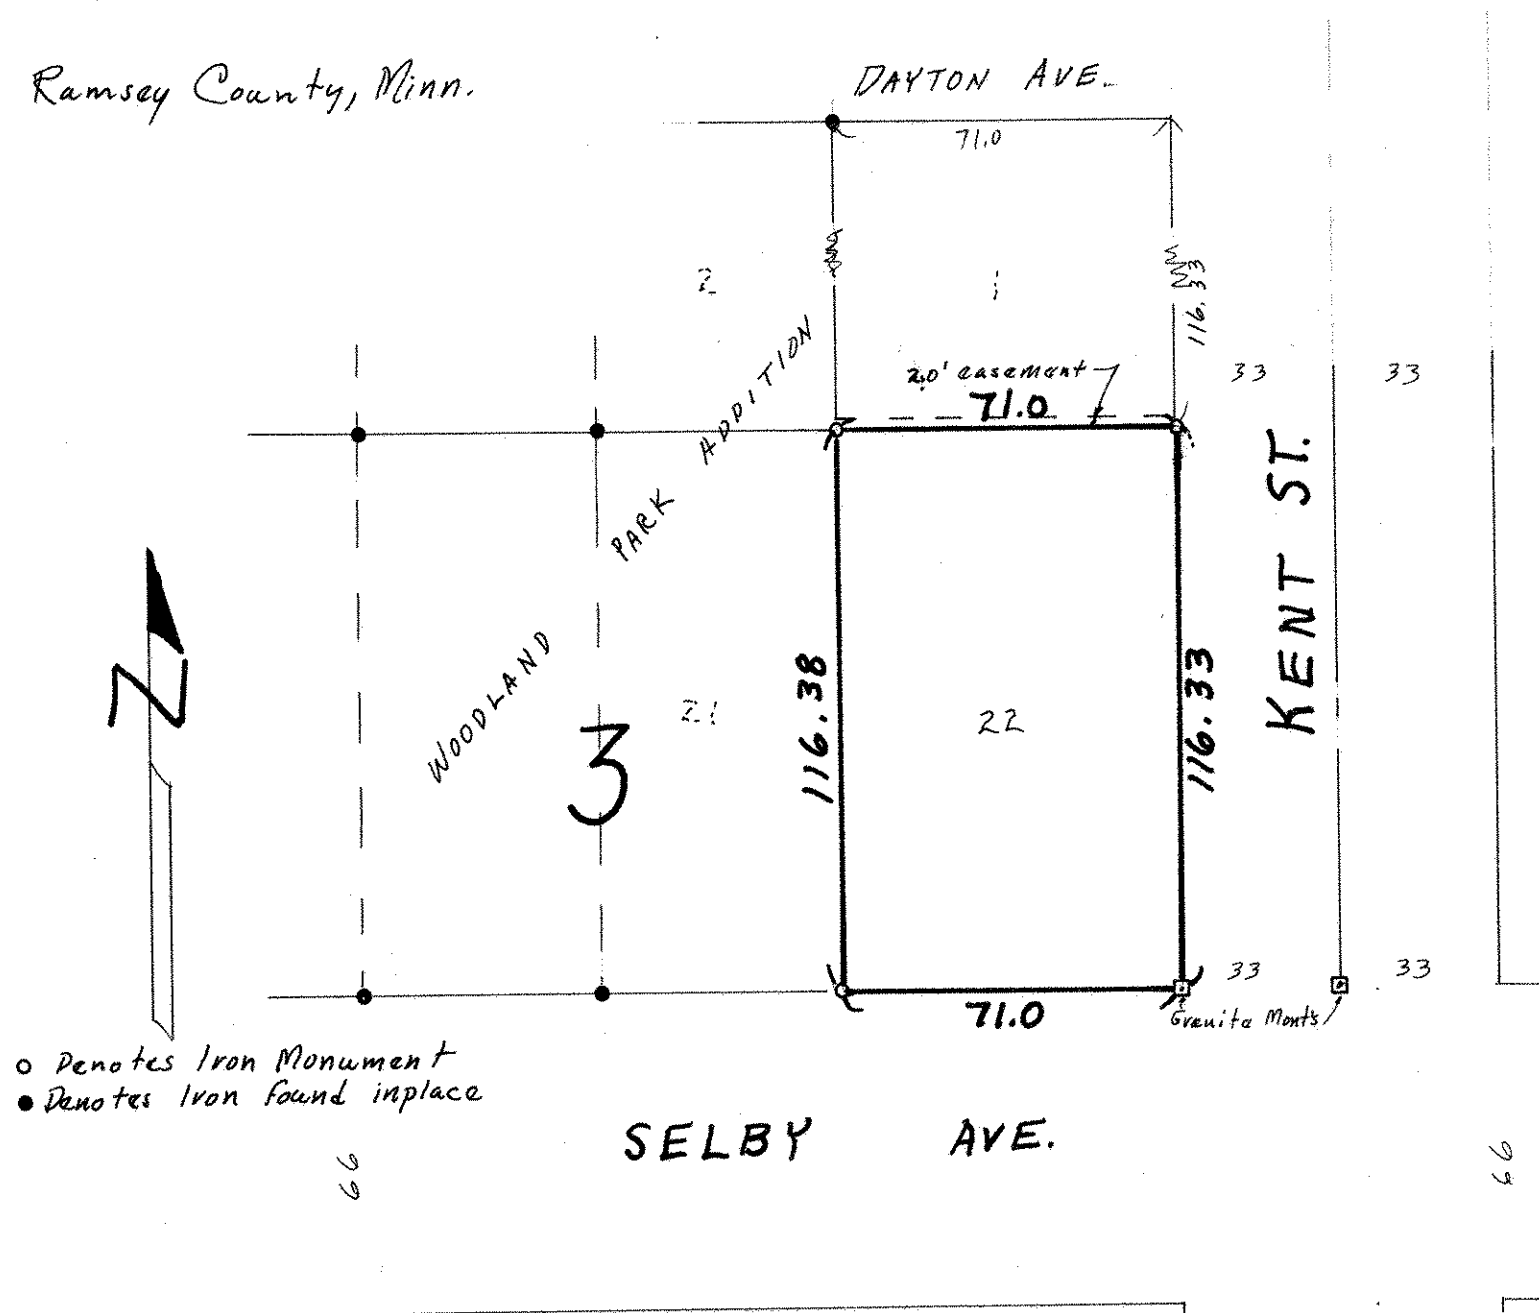 Ramsey County, Minn.
DAYTON AVE.
71.0
2
1
116.33
2.0' easement
71.0
33
33
WOODLAND PARK ADDITION
KENT ST.
N
3
21
116.38
22
116.33
33
33
71.0
Granite Mont's
o Denotes Iron Monument
● Denotes Iron found inplace
SELBY AVE.
66
66